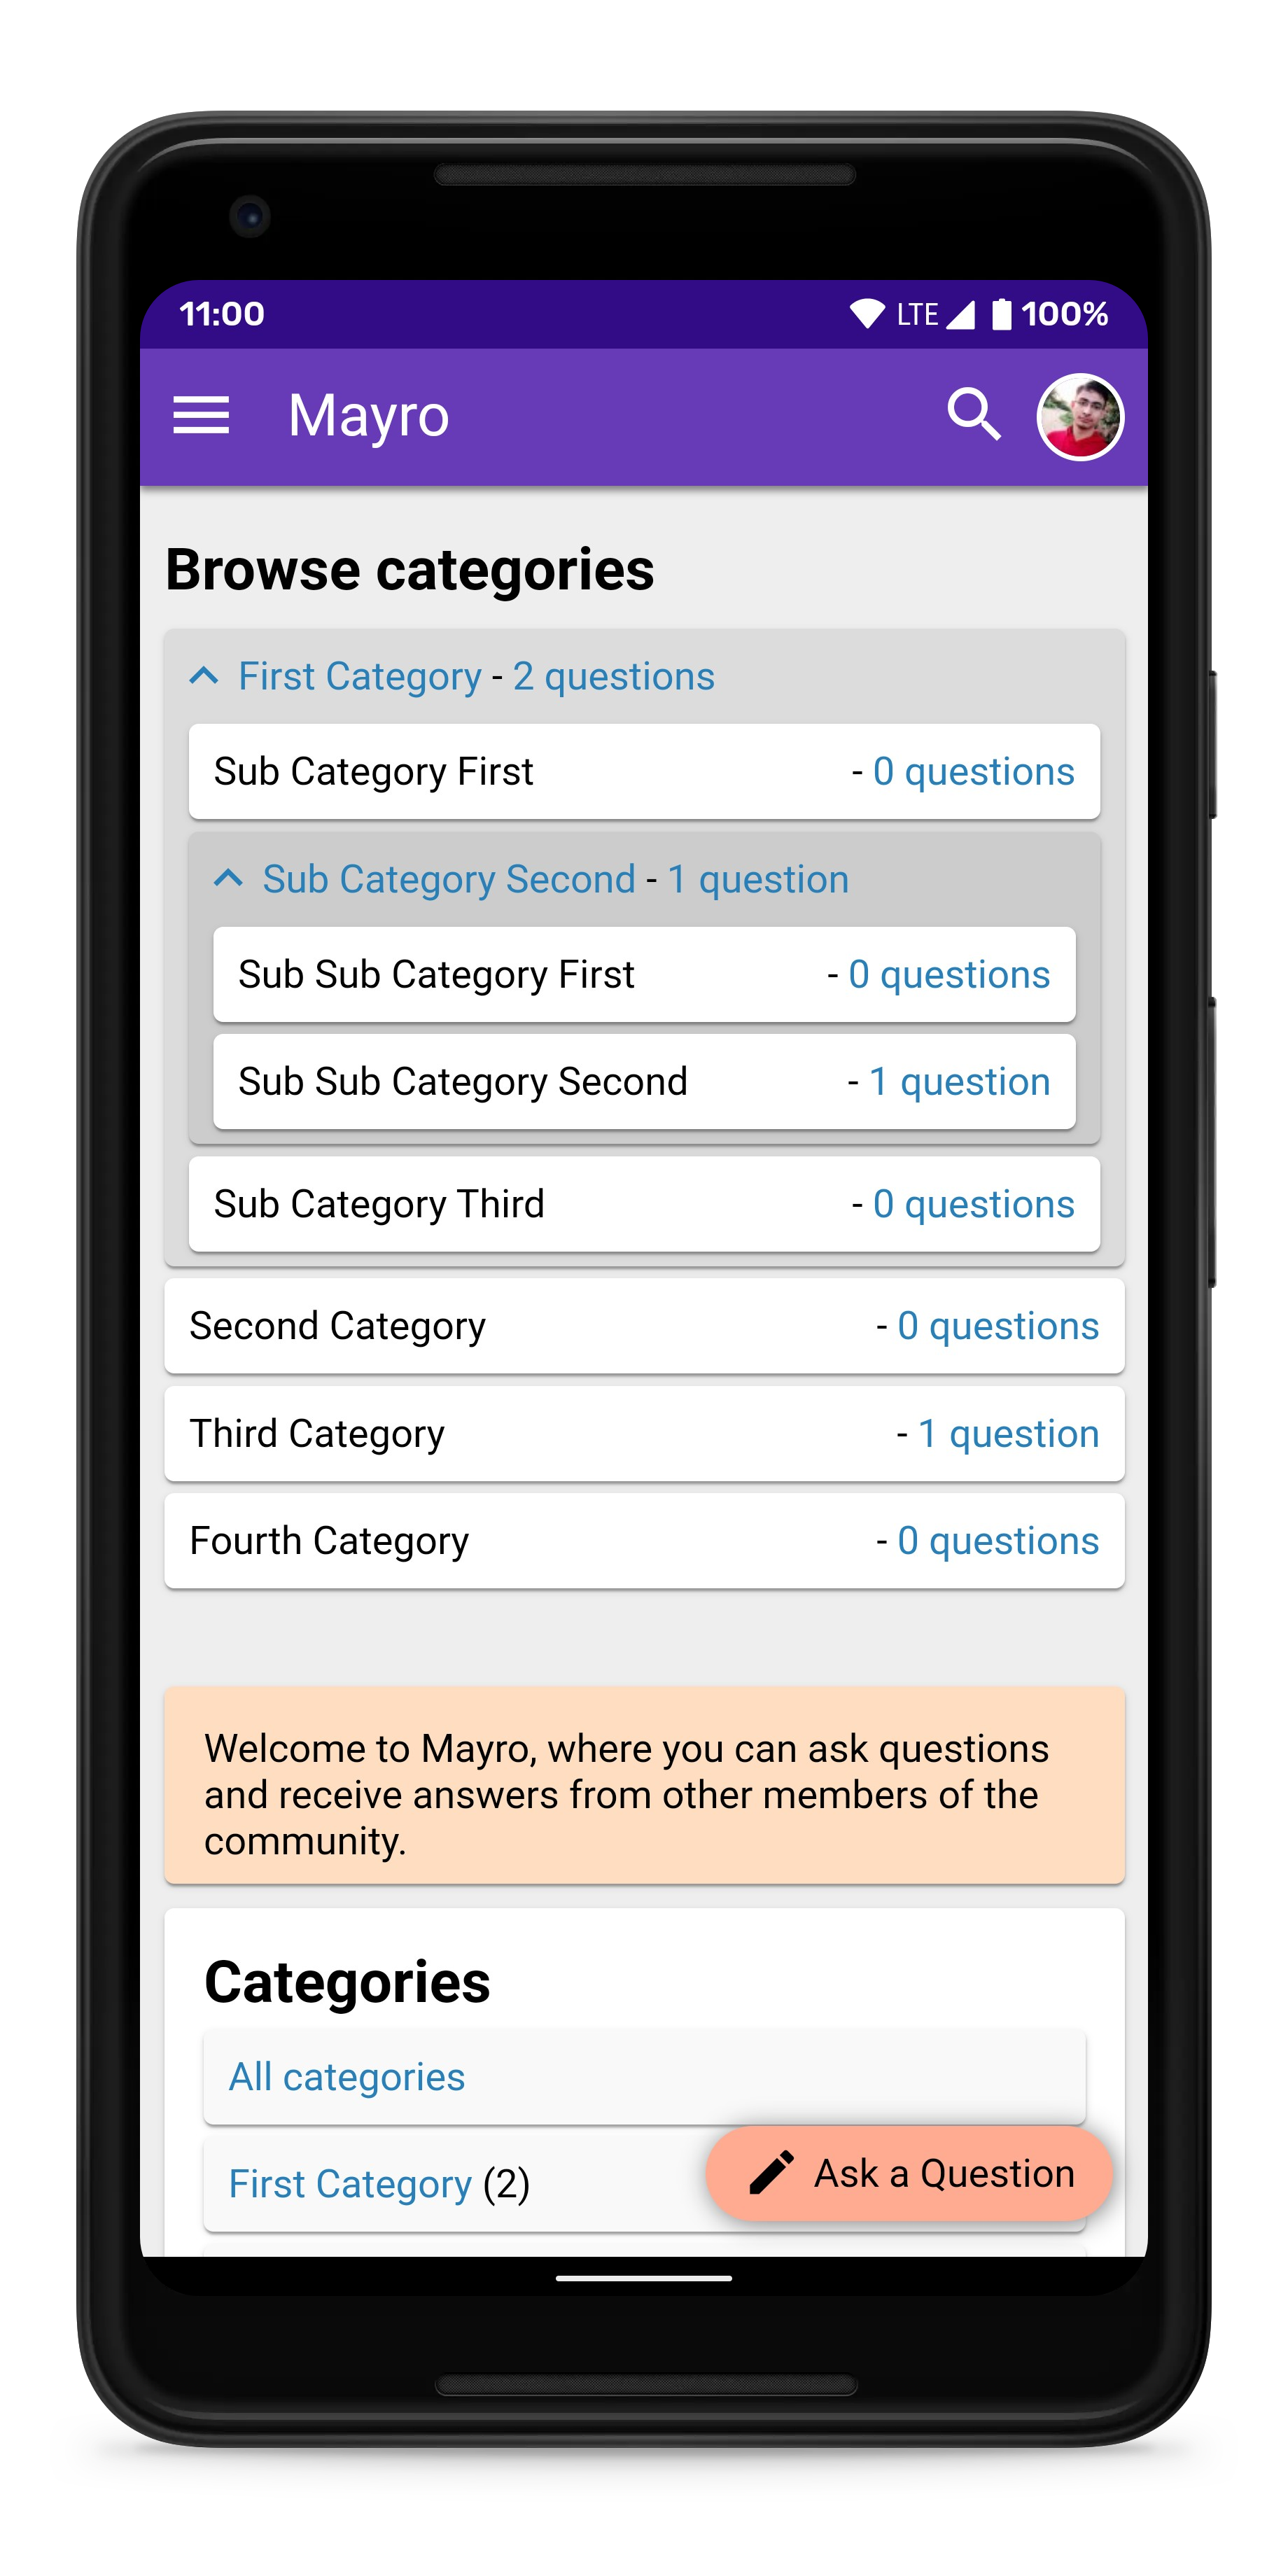 11:00 LTE 100%
Mayro
Browse categories
First Category - 2 questions
Sub Category First - 0 questions
Sub Category Second - 1 question
Sub Sub Category First - 0 questions
Sub Sub Category Second - 1 question
Sub Category Third - 0 questions
Second Category - 0 questions
Third Category - 1 question
Fourth Category - 0 questions
Welcome to Mayro, where you can ask questions
and receive answers from other members of the
community.
Categories
All categories
First Category (2)
Ask a Question